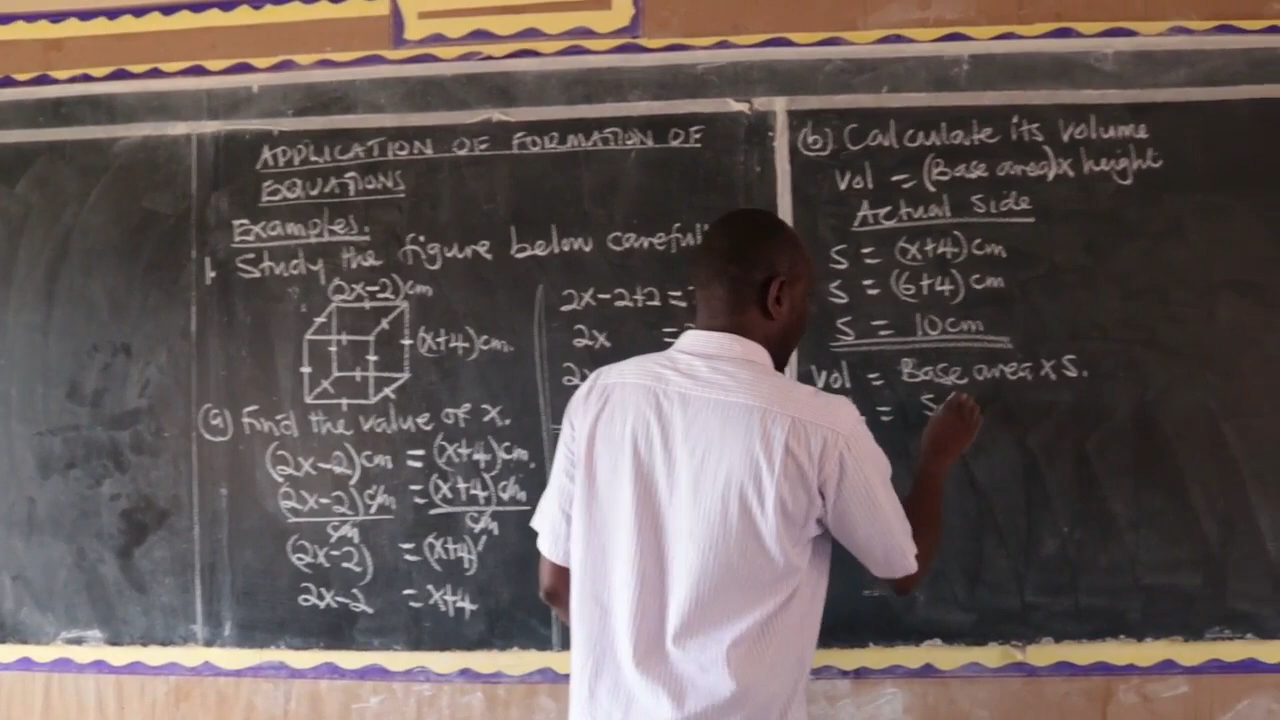 APPLICATION OF FORMATION OF
EQUATIONS
Examples.
1. Study the figure below careful
(2x-2)cm
(x+4)cm.
(a) Find the value of x.
(2x-2)cm = (x+4)cm.
(2x-2)cm = (x+4)cm
cm cm
(2x-2) = (x+4)
2x-2 = x+4
2x-2+2 =
2x =
(b) Calculate its volume
Vol = (Base area)x height
Actual Side
S = (x+4)cm
S = (6+4)cm
S = 10cm
Vol = Base area x S.
= S